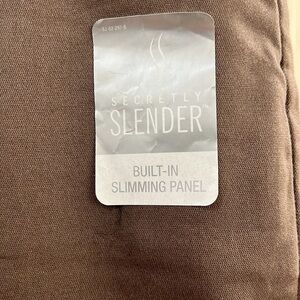 SECRETLY
SLENDER
BUILT-IN
SLIMMING PANEL